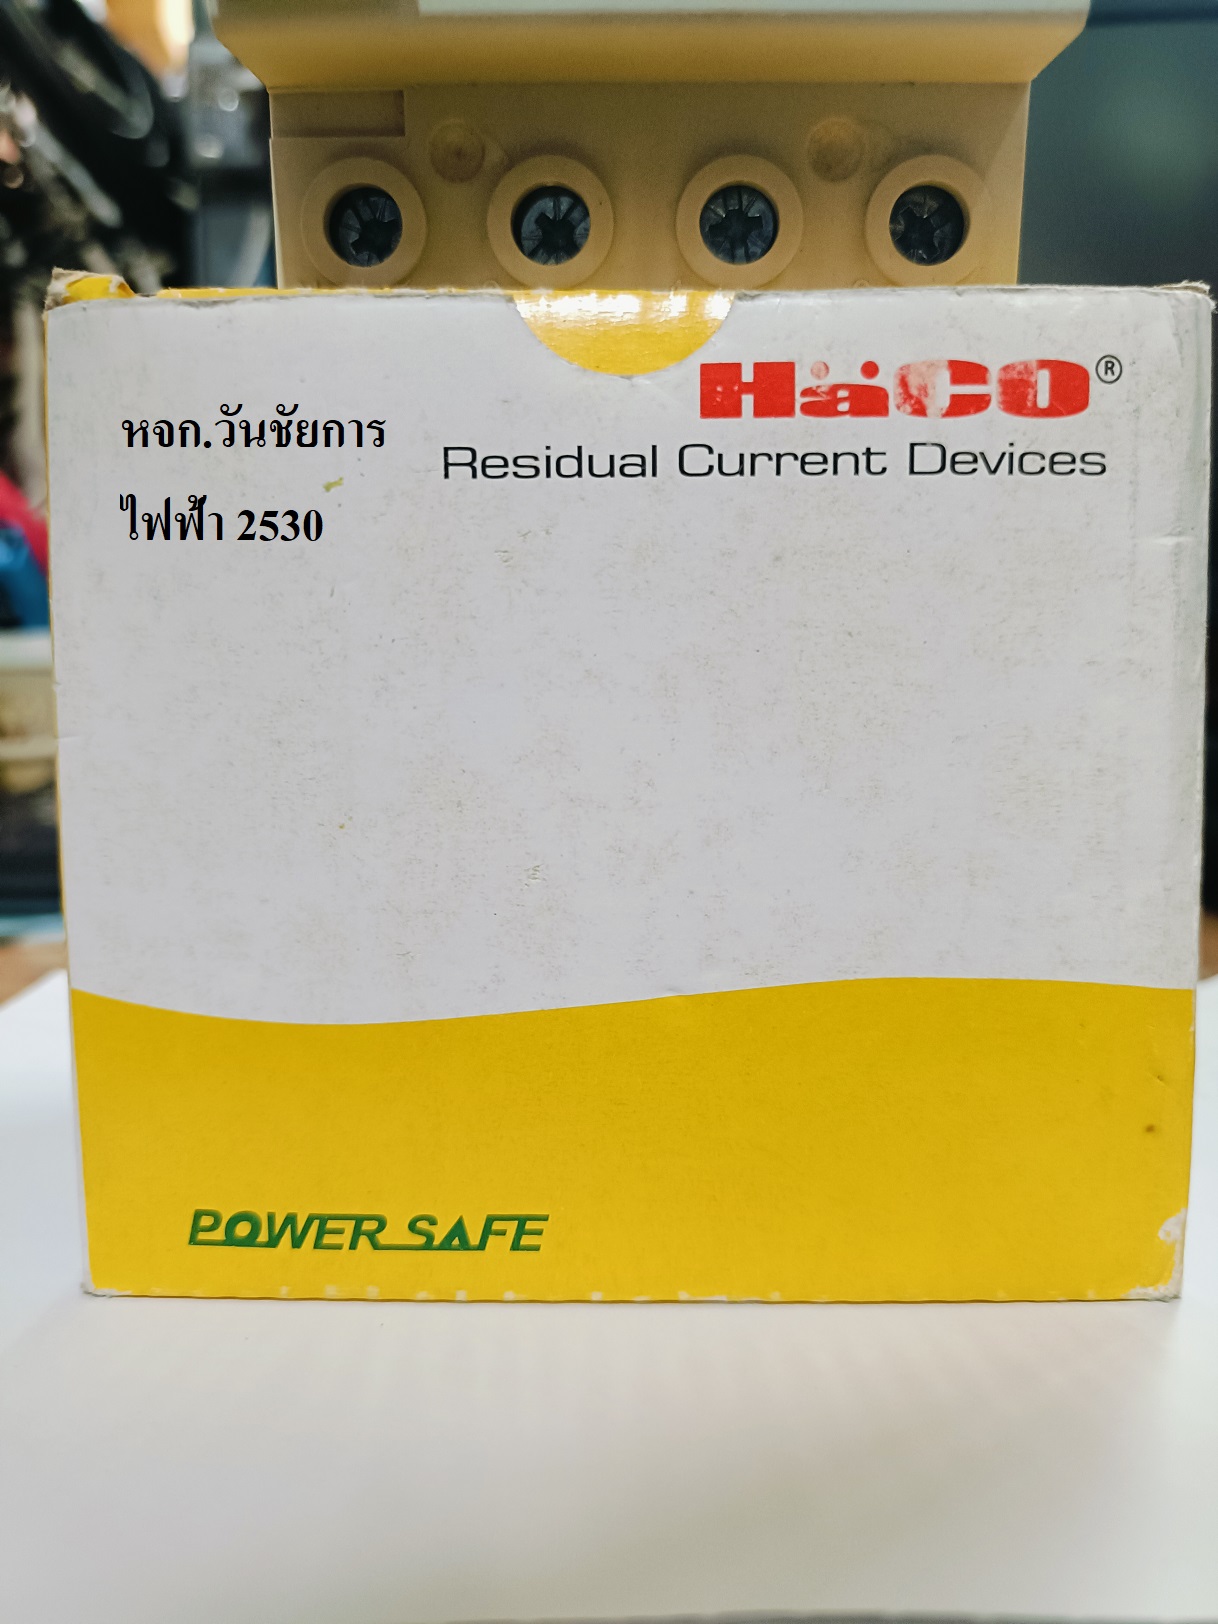 HäCO®
Residual Current Devices
หจก.วันชัยการ
ไฟฟ้า 2530
POWER SAFE